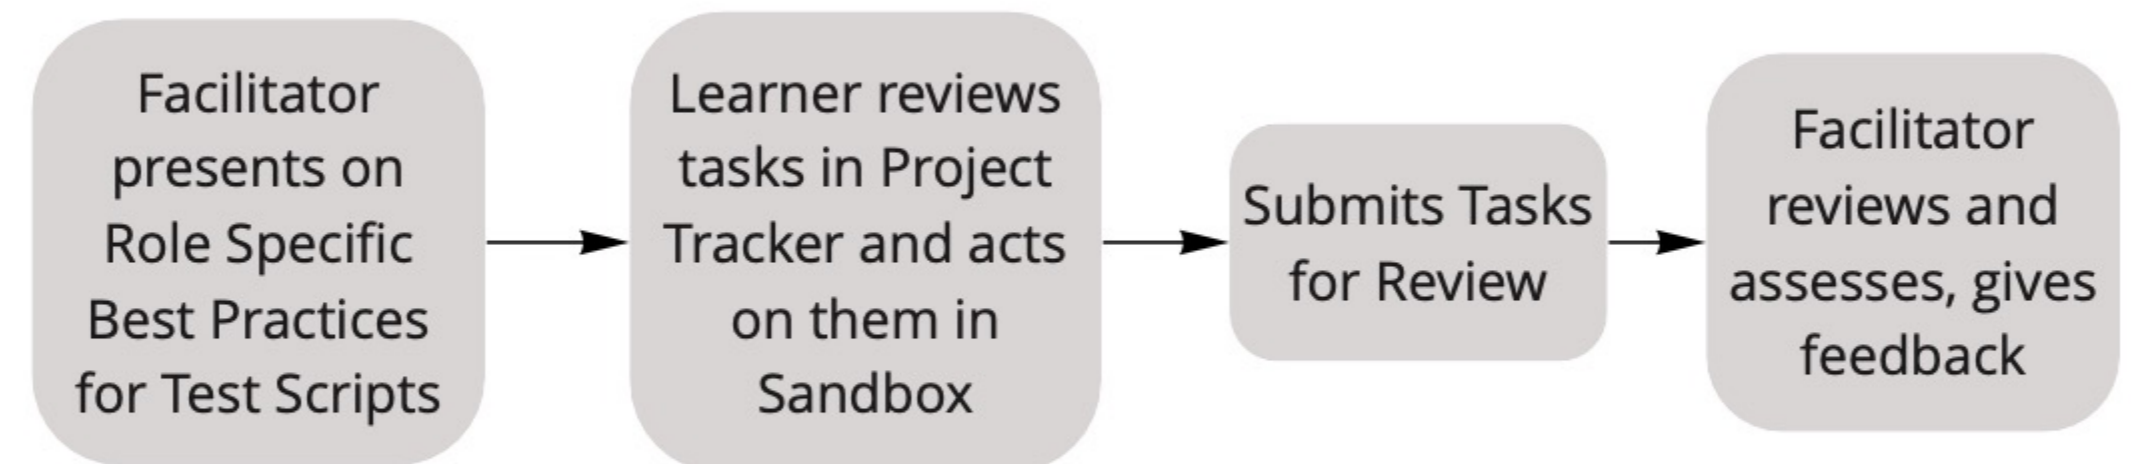 Facilitator
presents on
Role Specific
Best Practices
for Test Scripts
Learner reviews
tasks in Project
Tracker and acts
on them in
Sandbox
Submits Tasks
for Review
Facilitator
reviews and
assesses, gives
feedback